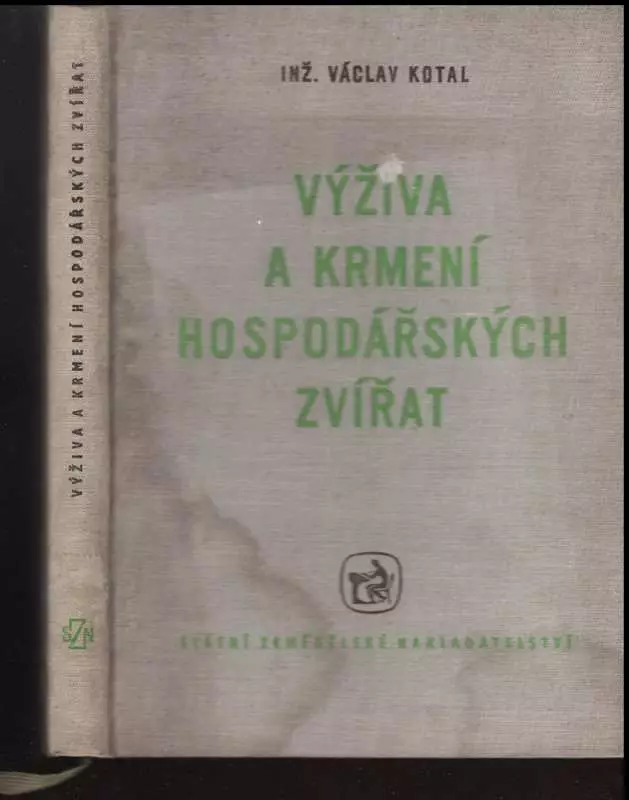 INŽ. VÁCLAV KOTAL
VÝŽIVA
A KRMENÍ
HOSPODÁŘSKÝCH
ZVÍŘAT
STÁTNÍ ZEMĚDĚLSKÉ NAKLADATELSTVÍ
VÝŽIVA A KRMENÍ HOSPODÁŘSKÝCH ZVÍŘAT
SZN